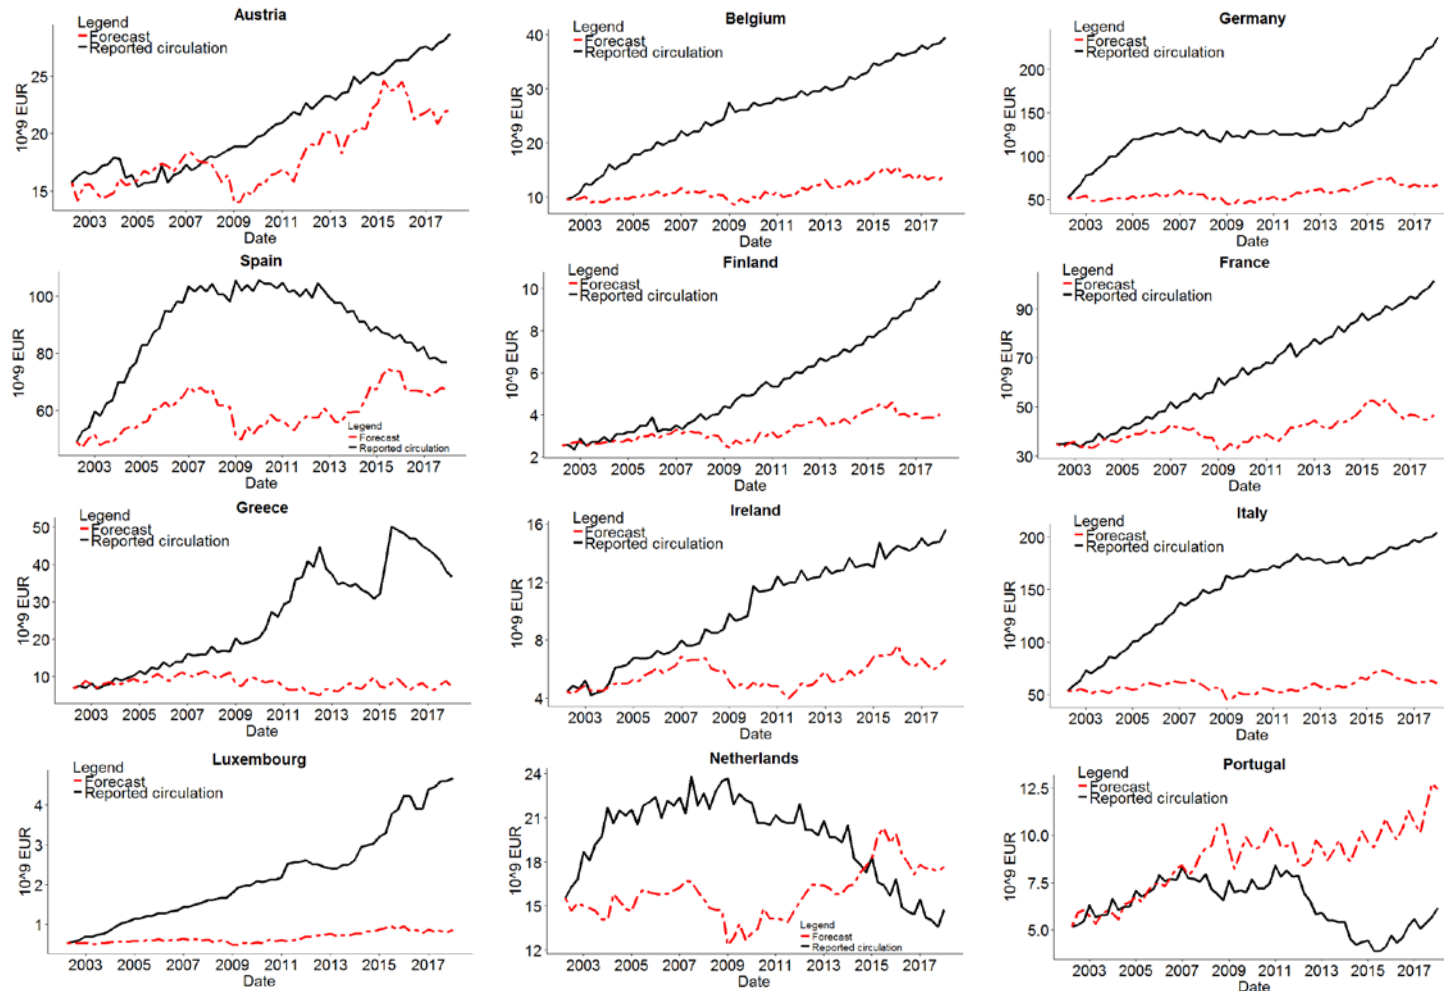 Austria
Legend
Forecast
Reported circulation
10^9 EUR
25
20
15
2003 2005 2007 2009 2011 2013 2015 2017
Date
Belgium
Legend
Forecast
Reported circulation
10^9 EUR
40
30
20
10
2003 2005 2007 2009 2011 2013 2015 2017
Date
Germany
Legend
Forecast
Reported circulation
10^9 EUR
200
150
100
50
2003 2005 2007 2009 2011 2013 2015 2017
Date
Spain
10^9 EUR
100
80
60
Legend
Forecast
Reported circulation
2003 2005 2007 2009 2011 2013 2015 2017
Date
Finland
Legend
Forecast
Reported circulation
10^9 EUR
10
8
6
4
2
2003 2005 2007 2009 2011 2013 2015 2017
Date
France
Legend
Forecast
Reported circulation
10^9 EUR
90
70
50
30
2003 2005 2007 2009 2011 2013 2015 2017
Date
Greece
Legend
Forecast
Reported circulation
10^9 EUR
50
40
30
20
10
2003 2005 2007 2009 2011 2013 2015 2017
Date
Ireland
Legend
Forecast
Reported circulation
10^9 EUR
16
12
8
4
2003 2005 2007 2009 2011 2013 2015 2017
Date
Italy
Legend
Forecast
Reported circulation
10^9 EUR
200
150
100
50
2003 2005 2007 2009 2011 2013 2015 2017
Date
Luxembourg
Legend
Forecast
Reported circulation
10^9 EUR
4
3
2
1
2003 2005 2007 2009 2011 2013 2015 2017
Date
Netherlands
10^9 EUR
24
21
18
15
12
Legend
Forecast
Reported circulation
2003 2005 2007 2009 2011 2013 2015 2017
Date
Portugal
Legend
Forecast
Reported circulation
10^9 EUR
12.5
10.0
7.5
5.0
2003 2005 2007 2009 2011 2013 2015 2017
Date